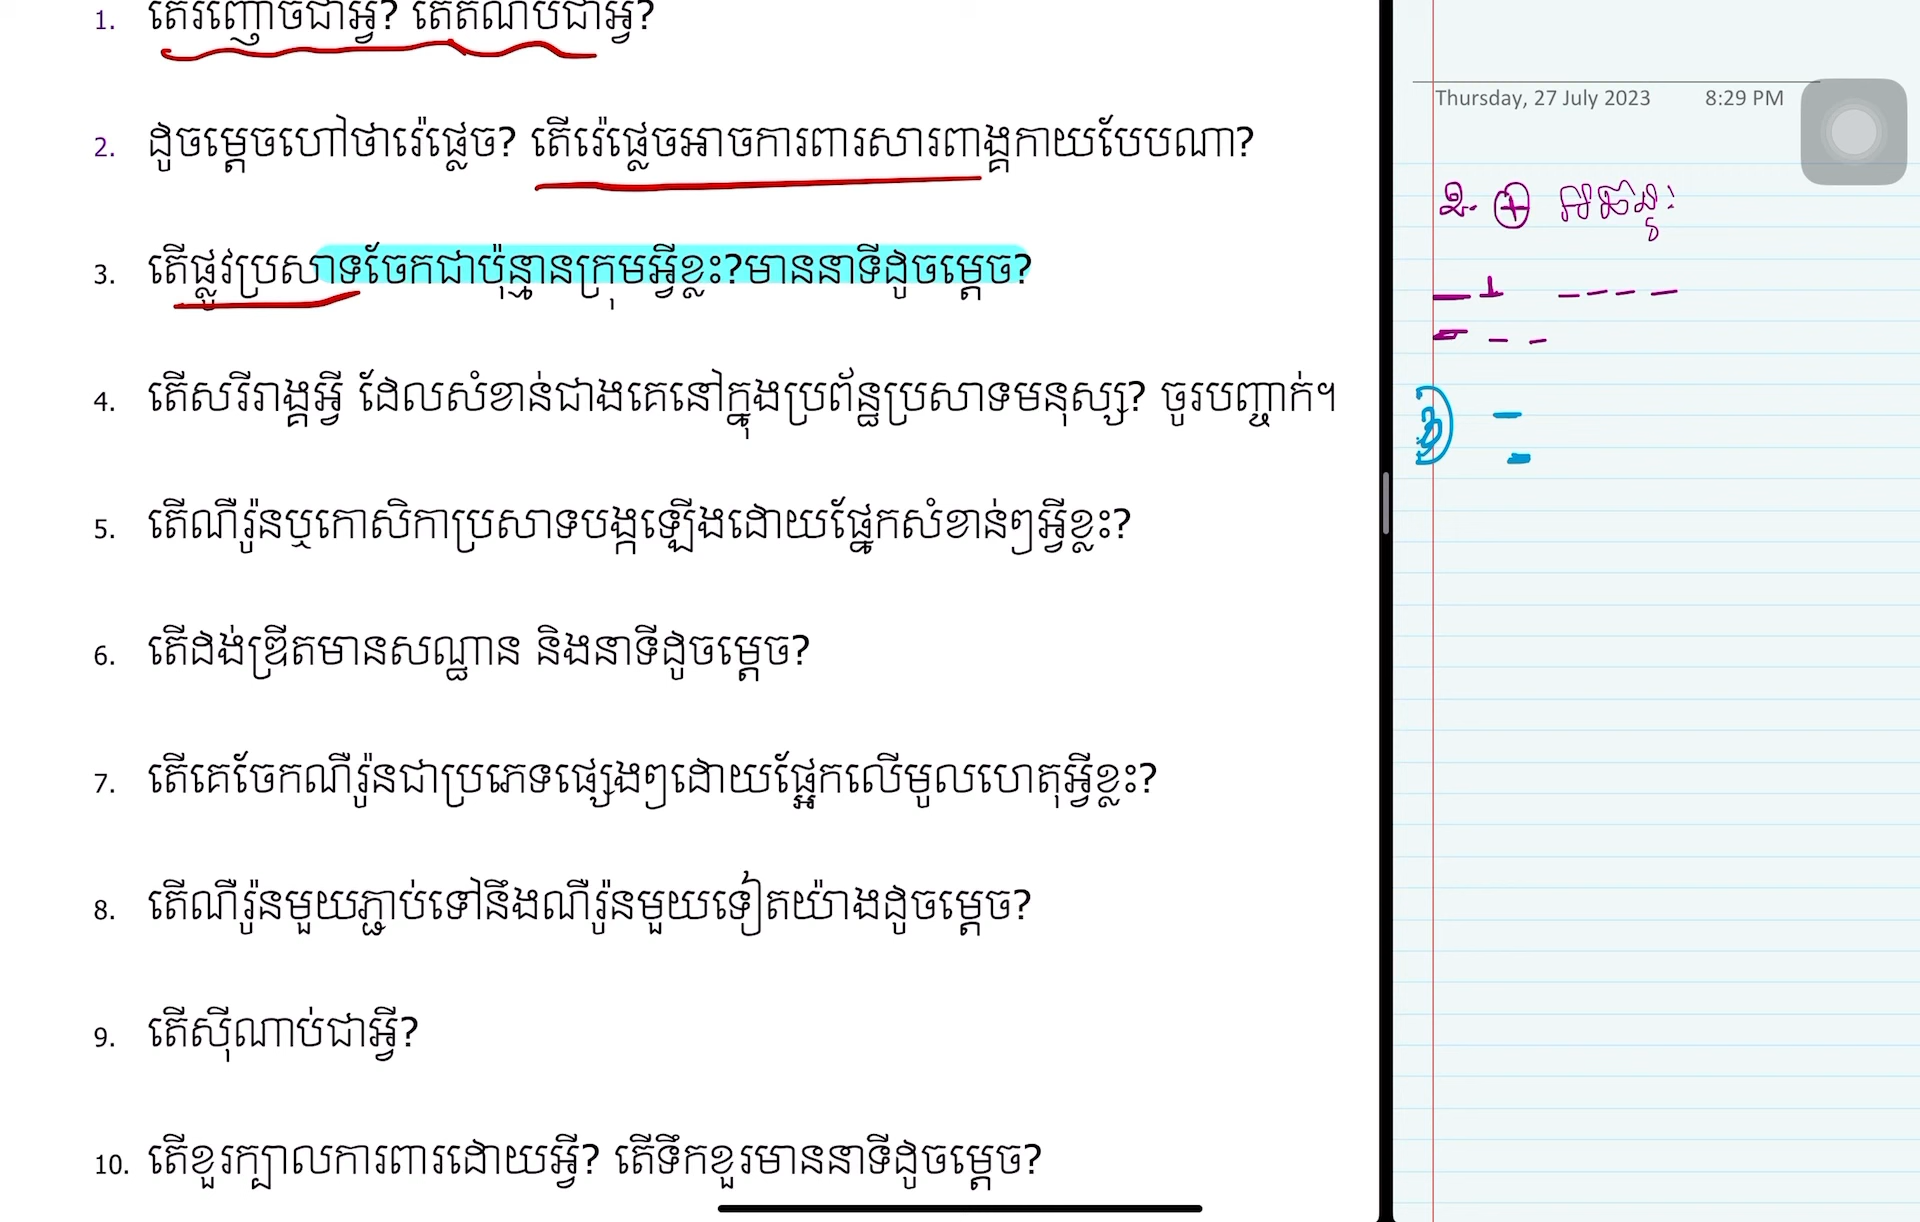 1. តើរំញោចជាអ្វី? តើតំណបជាអ្វី?
2. ដូចម្ដេចហៅថារ៉េផ្លេច? តើរ៉េផ្លេចអាចការពារសារពាង្គកាយបែបណា?
3. តើផ្លូវប្រសាទចែកជាប៉ុន្មានក្រុមអ្វីខ្លះ?មាននាទីដូចម្ដេច?
4. តើសរីរាង្គអ្វី ដែលសំខាន់ជាងគេនៅក្នុងប្រព័ន្ធប្រសាទមនុស្ស? ចូរបញ្ជាក់។
5. តើណឺរ៉ូនឬកោសិកាប្រសាទបង្កឡើងដោយផ្នែកសំខាន់ៗអ្វីខ្លះ?
6. តើដង់ឌ្រីតមានសណ្ឋាន និងនាទីដូចម្ដេច?
7. តើគេចែកណឺរ៉ូនជាប្រភេទផ្សេងៗដោយផ្អែកលើមូលហេតុអ្វីខ្លះ?
8. តើណឺរ៉ូនមួយភ្ជាប់ទៅនឹងណឺរ៉ូនមួយទៀតយ៉ាងដូចម្ដេច?
9. តើស៊ីណាប់ជាអ្វី?
10. តើខួរក្បាលការពារដោយអ្វី? តើទឹកខួរមាននាទីដូចម្ដេច?
Thursday, 27 July 2023 8:29 PM